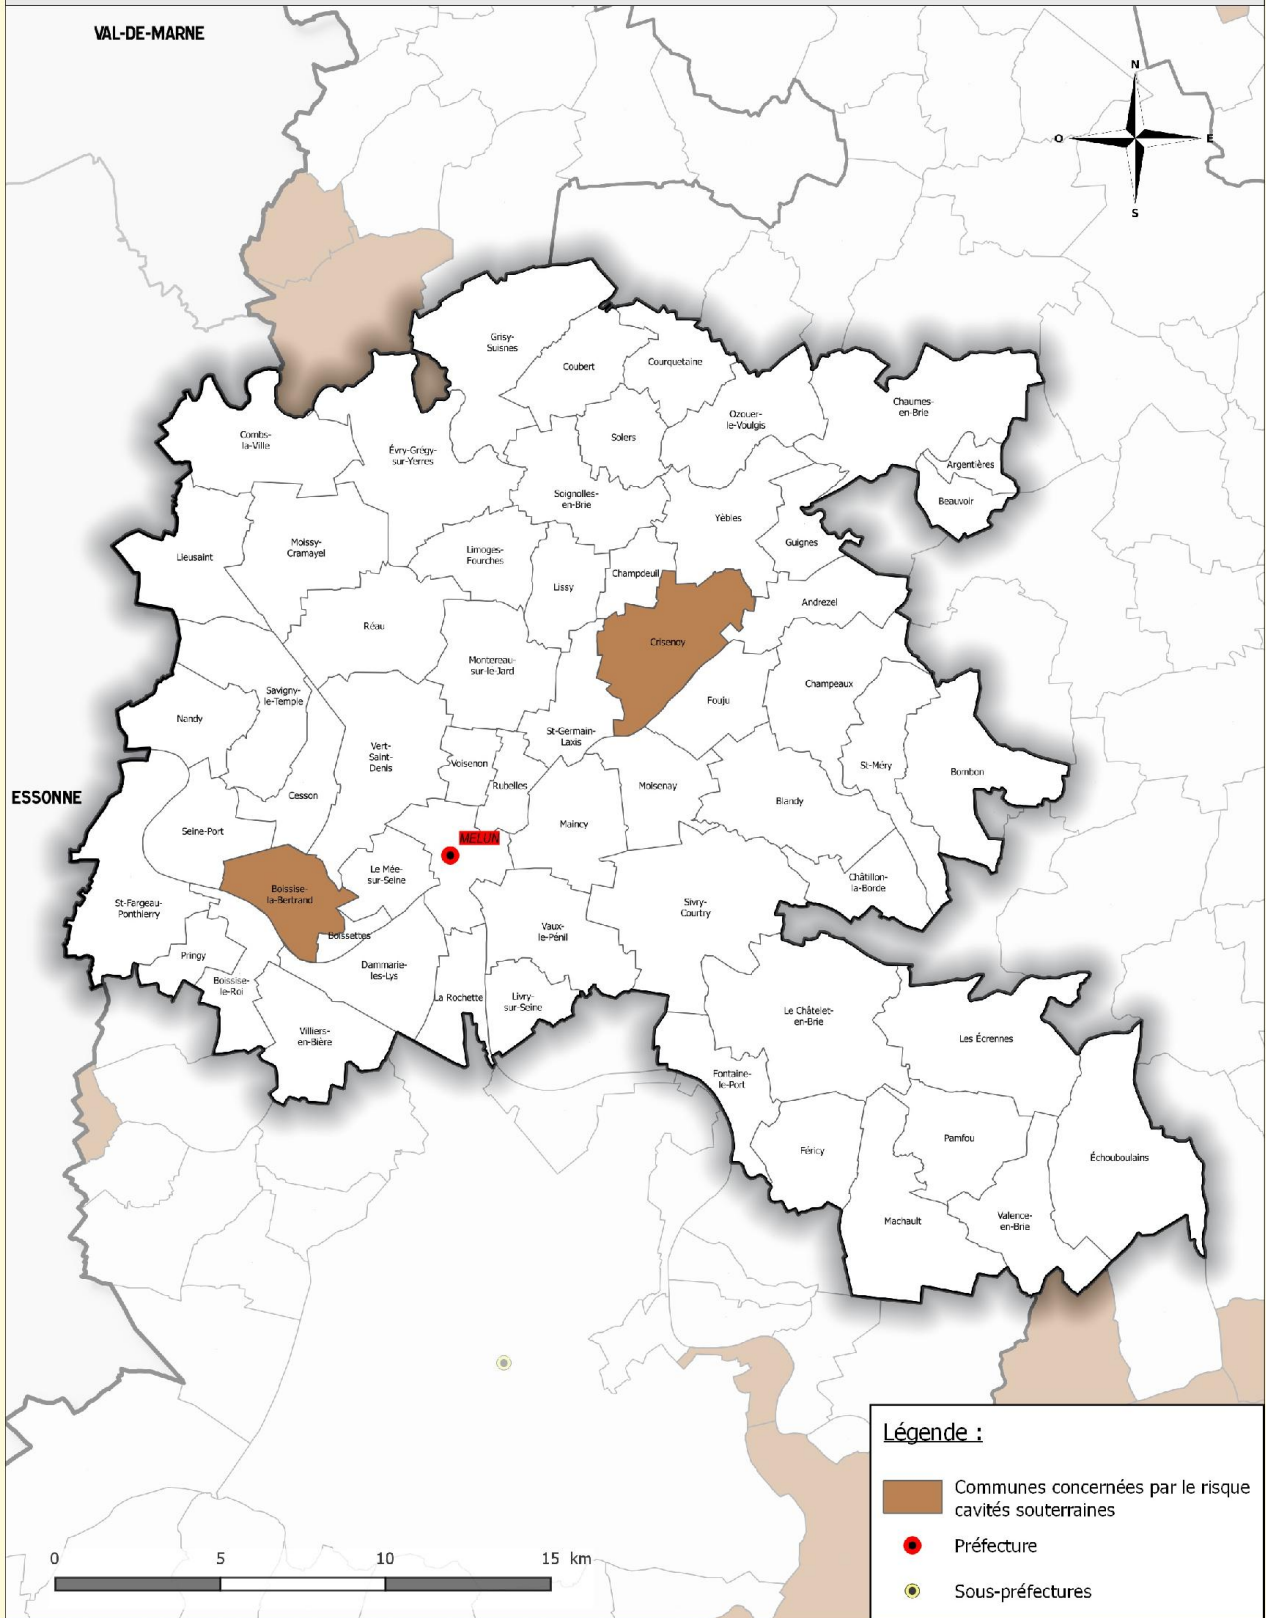 VAL-DE-MARNE
N
O
E
S
Grisy-
Suisnes
Coubert
Courquetaine
Chaumes-
en-Brie
Ozouer-
le-Voulgis
Combs-
la-Ville
Évry-Grégy-
sur-Yerres
Solers
Argentières
Beauvoir
Soignolles-
en-Brie
Yèbles
Guignes
Lieusaint
Moissy-
Cramayel
Limoges-
Fourches
Lissy
Champdeuil
Andrezel
Réau
Crisenoy
Montereau-
sur-le-Jard
Savigny-
le-Temple
Champeaux
Fouju
Nandy
St-Germain-
Laxis
Vert-
Saint-
Denis
Voisenon
St-Méry
Bombon
Rubelles
Moisenay
ESSONNE
Cesson
Blandy
Seine-Port
Maincy
MELUN
Le Mée-
sur-Seine
Châtillon-
la-Borde
Boissise-
la-Bertrand
St-Fargeau-
Ponthierry
Sivry-
Courtry
Vaux-
le-Pénil
Boissettes
Pringy
Dammarie-
les-Lys
Boissise-
le-Roi
La Rochette
Livry-
sur-Seine
Le Châtelet-
en-Brie
Villiers-
en-Bière
Les Écrennes
Fontaine-
le-Port
Pamfou
Féricy
Échouboulains
Machault
Valence-
en-Brie
Légende :
Communes concernées par le risque
cavités souterraines
Préfecture
Sous-préfectures
0 5 10 15 km